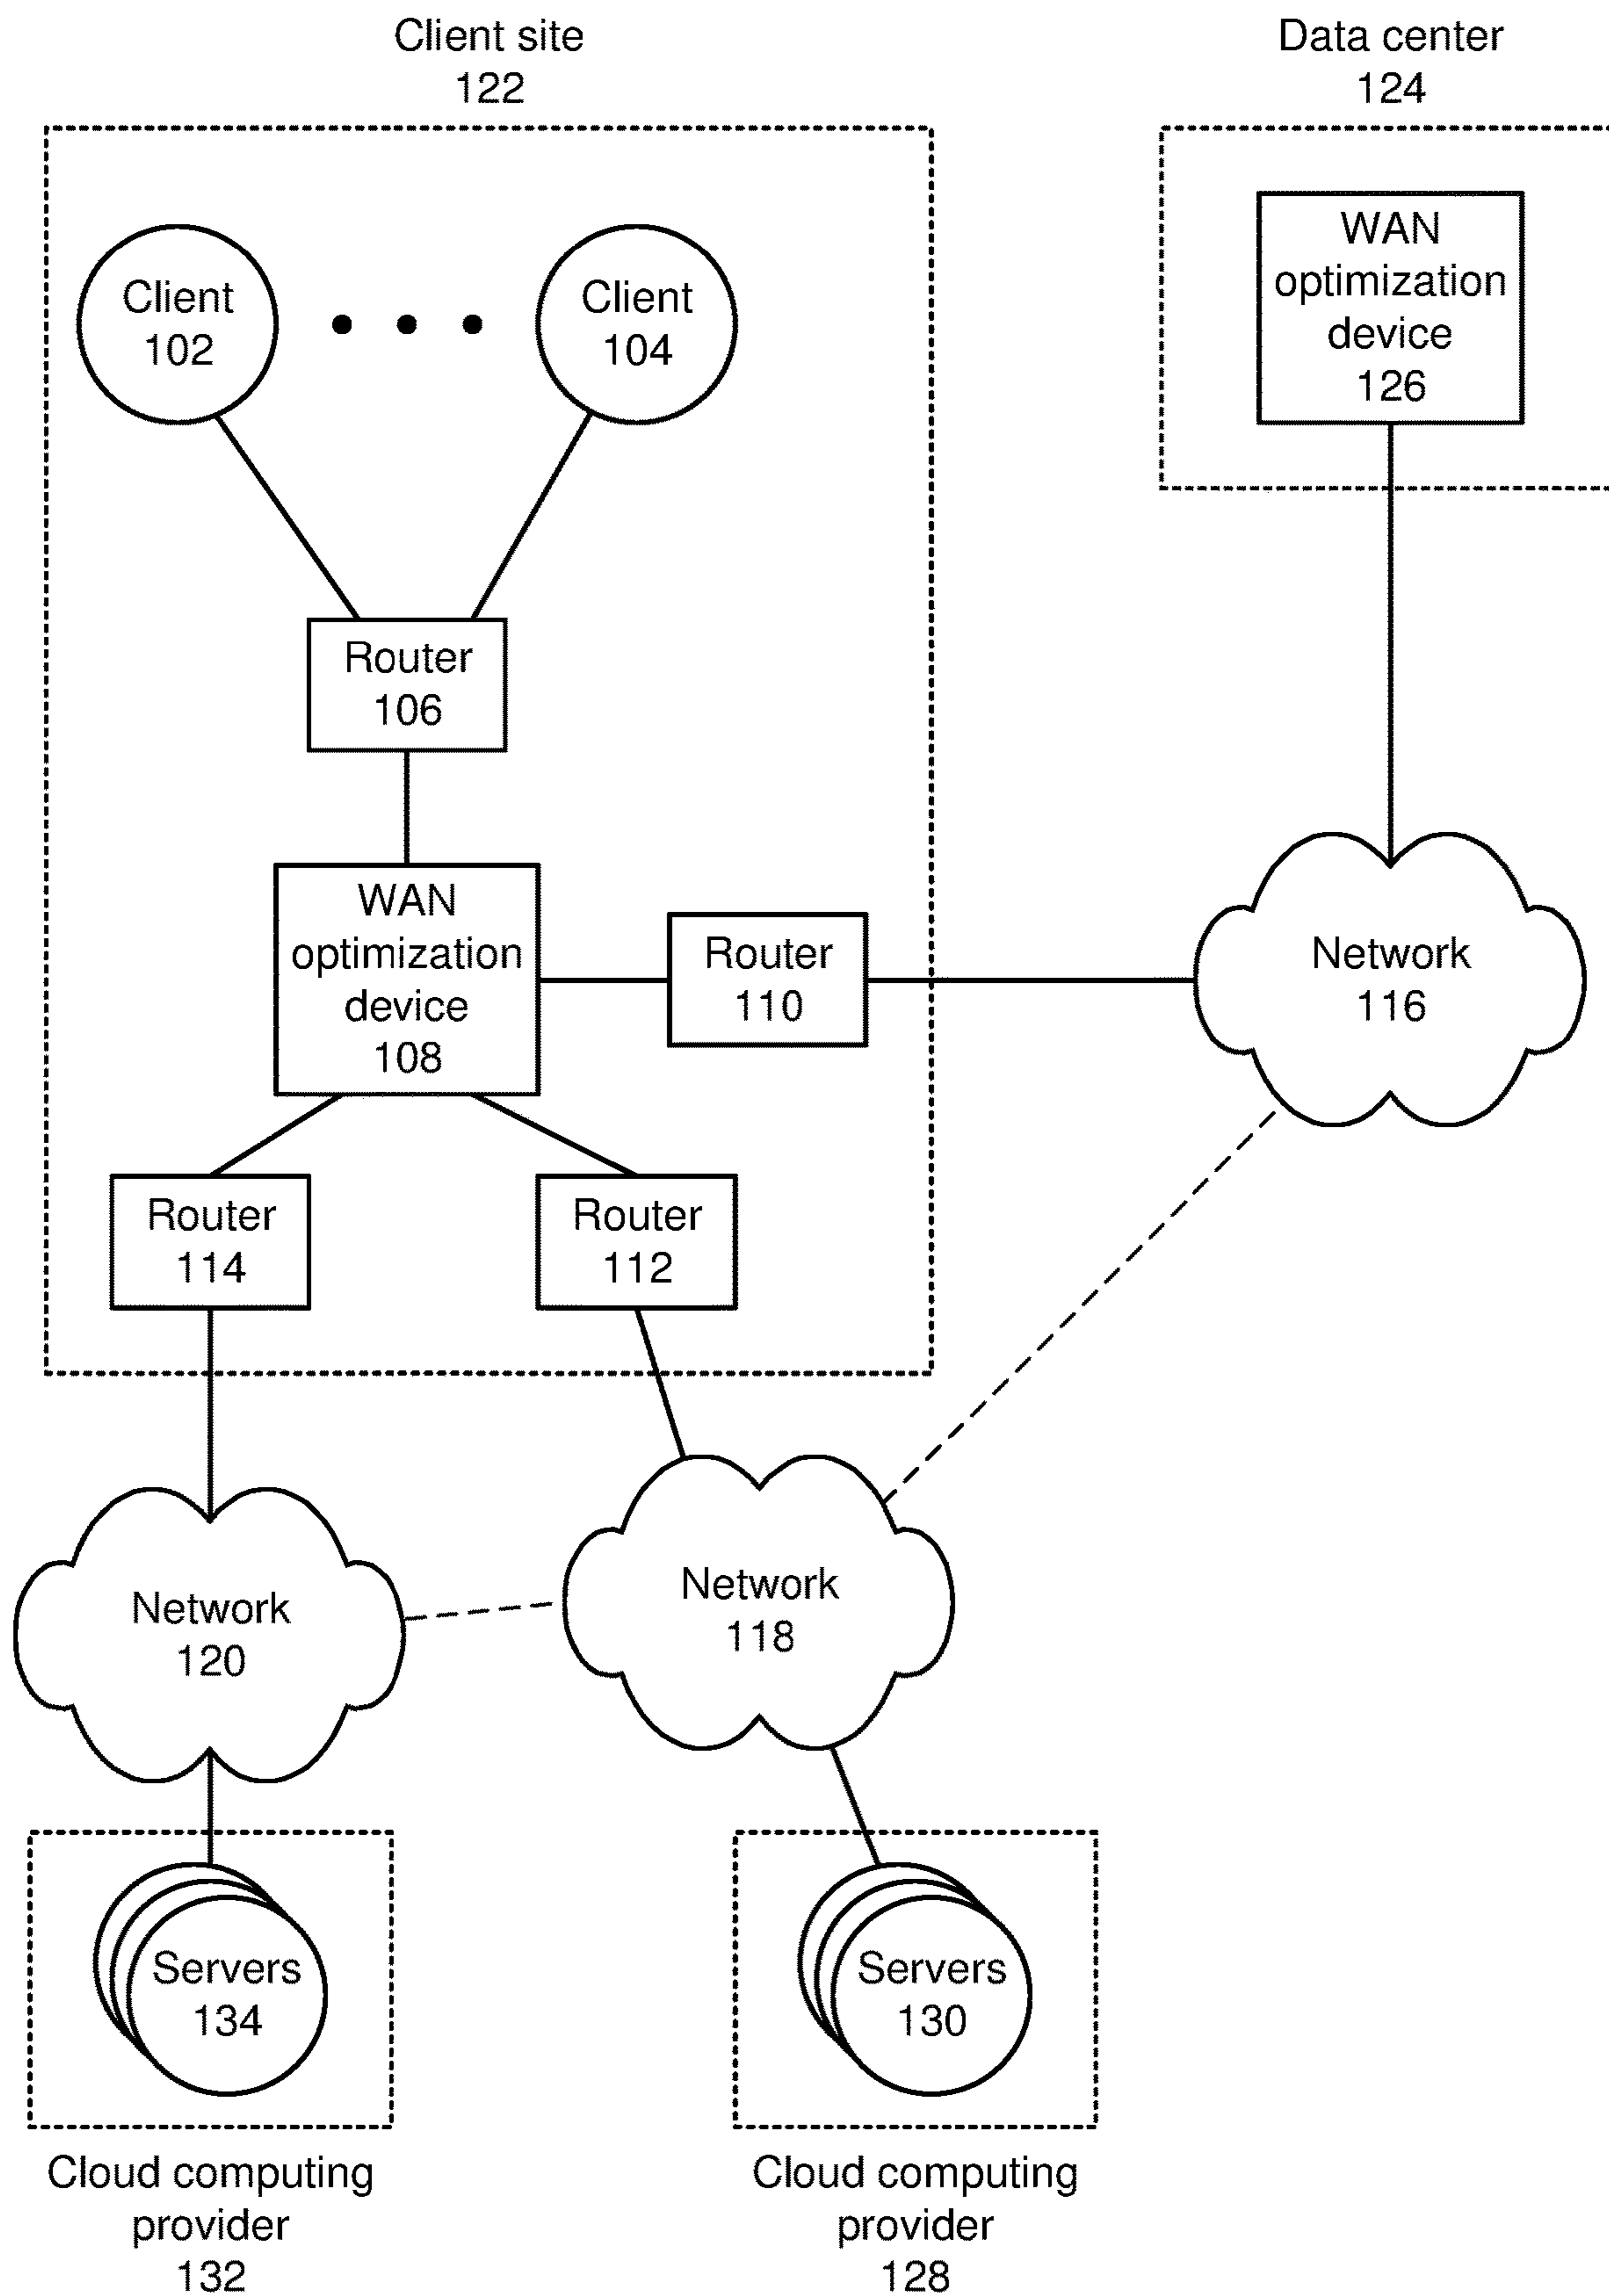 Client site
122
Data center
124
Client
102
Client
104
WAN
optimization
device
126
Router
106
WAN
optimization
device
108
Router
110
Network
116
Router
114
Router
112
Network
120
Network
118
Servers
134
Servers
130
Cloud computing
provider
132
Cloud computing
provider
128